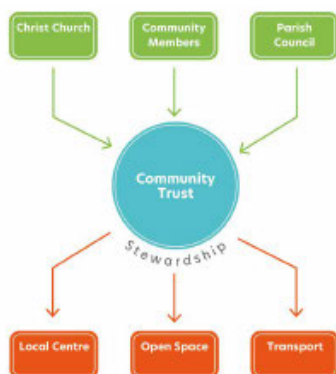 Christ Church
Community
Members
Parish
Council
Community
Trust
Stewardship
Local Centre
Open Space
Transport